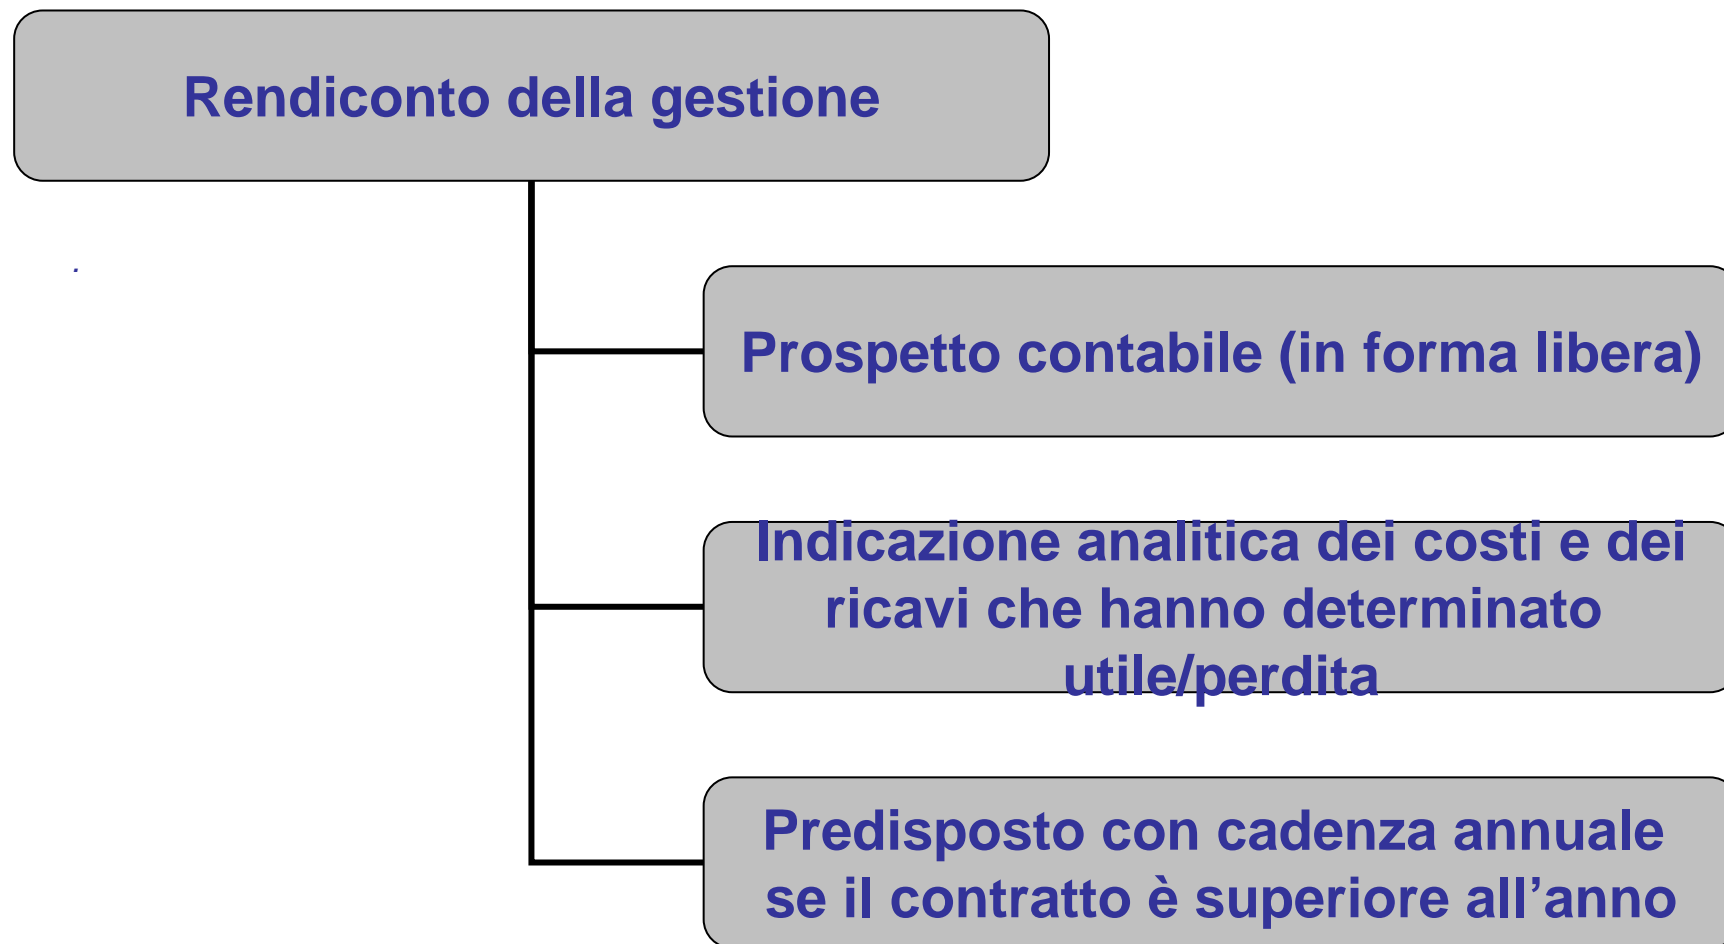 Rendiconto della gestione
.
Prospetto contabile (in forma libera)
Indicazione analitica dei costi e dei
ricavi che hanno determinato
utile/perdita
Predisposto con cadenza annuale
se il contratto è superiore all’anno